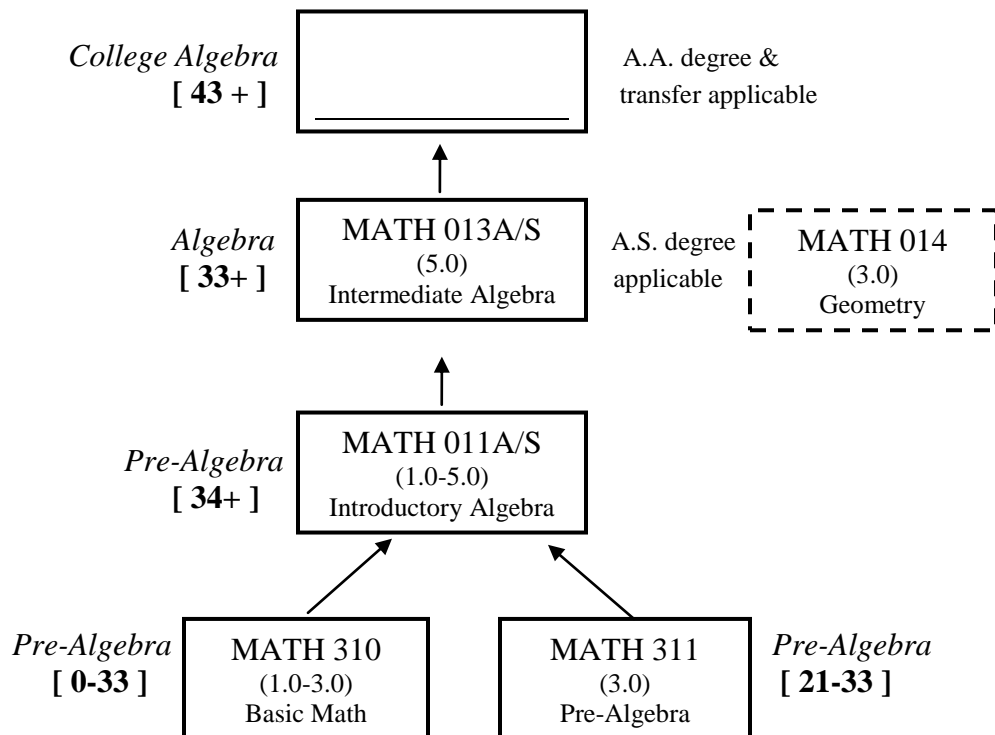 College Algebra
[ 43 + ]
A.A. degree &
transfer applicable
Algebra
[ 33+ ]
MATH 013A/S
(5.0)
Intermediate Algebra
A.S. degree
applicable
MATH 014
(3.0)
Geometry
Pre-Algebra
[ 34+ ]
MATH 011A/S
(1.0-5.0)
Introductory Algebra
Pre-Algebra
[ 0-33 ]
MATH 310
(1.0-3.0)
Basic Math
MATH 311
(3.0)
Pre-Algebra
Pre-Algebra
[ 21-33 ]